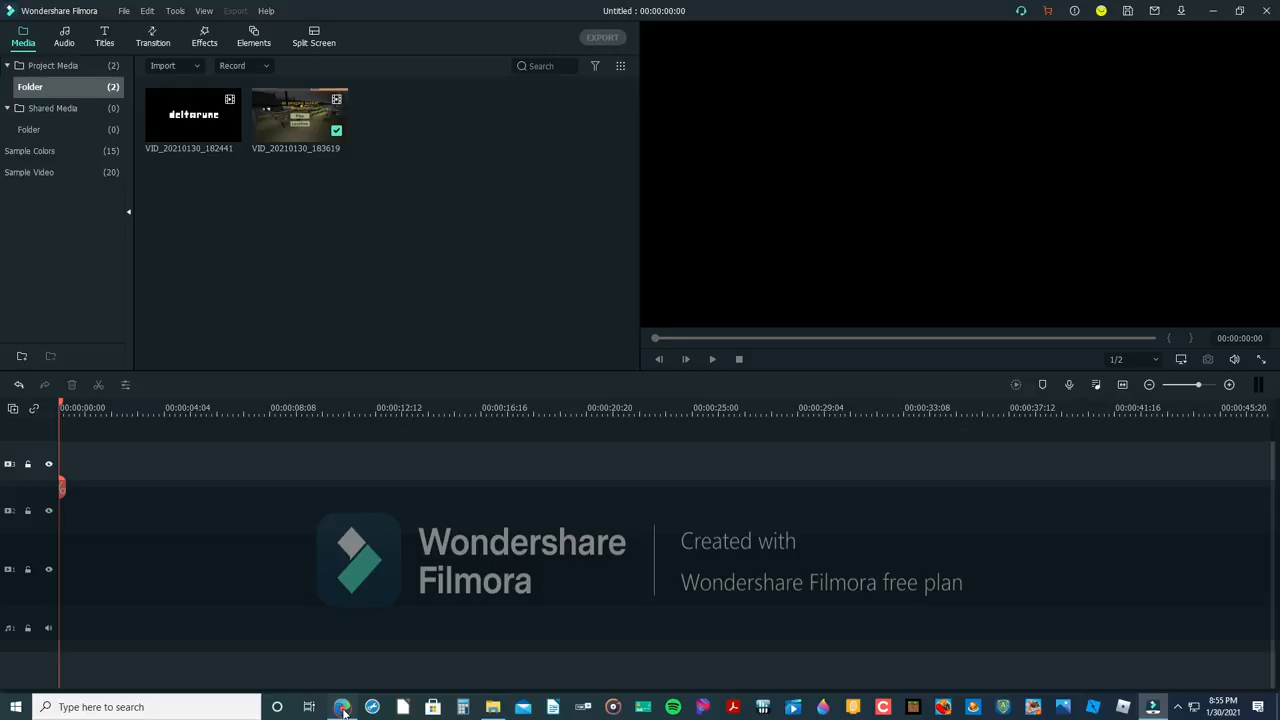 Wondershare Filmora File Edit Tools View Export Help Untitled : 00:00:00:00
Media Audio Titles Transition Effects Elements Split Screen EXPORT
Project Media (2) Import Record Search
Folder (2)
Shared Media (0)
deltarune
VID_20210130_182441 VID_20210130_183619
Folder (0)
Sample Colors (15)
Sample Video (20)
00:00:00:00
1/2
00:00:00:00 00:00:04:04 00:00:08:08 00:00:12:12 00:00:16:16 00:00:20:20 00:00:25:00 00:00:29:04 00:00:33:08 00:00:37:12 00:00:41:16 00:00:45:20
3
2
1
1
Wondershare
Filmora
Created with
Wondershare Filmora free plan
Type here to search
8:55 PM
1/30/2021